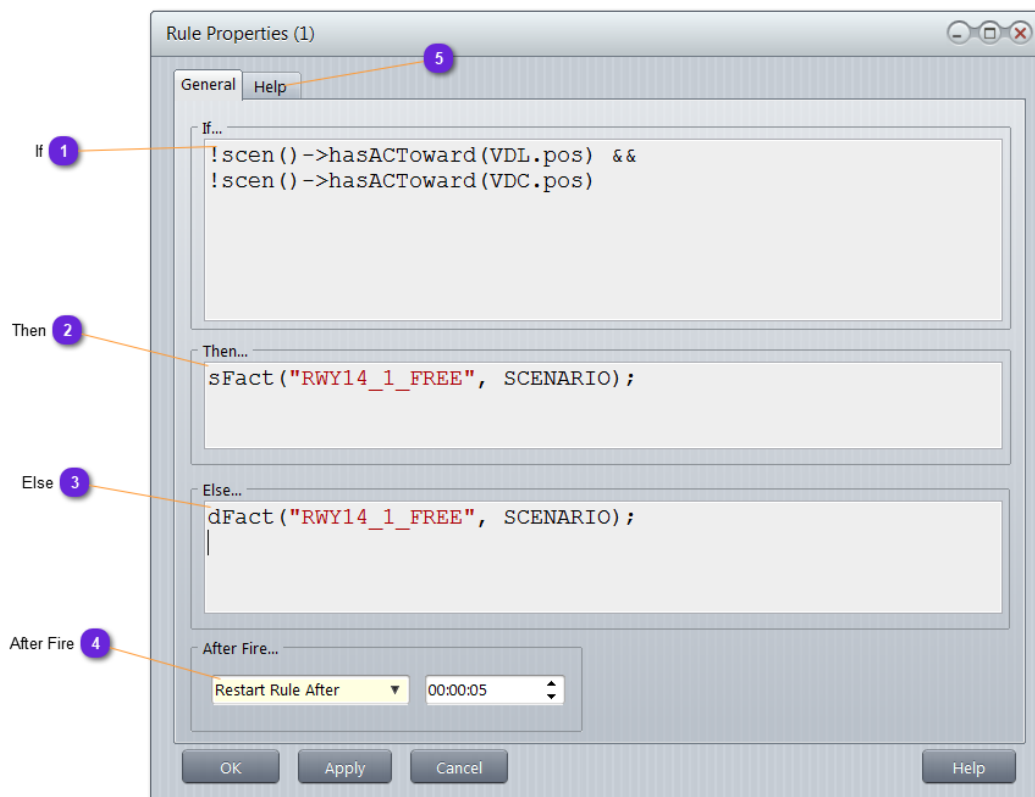 Rule Properties (1)
5
General Help
If...
If 1
!scen()->hasACToward(VDL.pos) &&
!scen()->hasACToward(VDC.pos)
Then 2
Then...
sFact("RWY14_1_FREE", SCENARIO);
Else 3
Else...
dFact("RWY14_1_FREE", SCENARIO);
After Fire 4
After Fire...
Restart Rule After 00:00:05
OK Apply Cancel Help